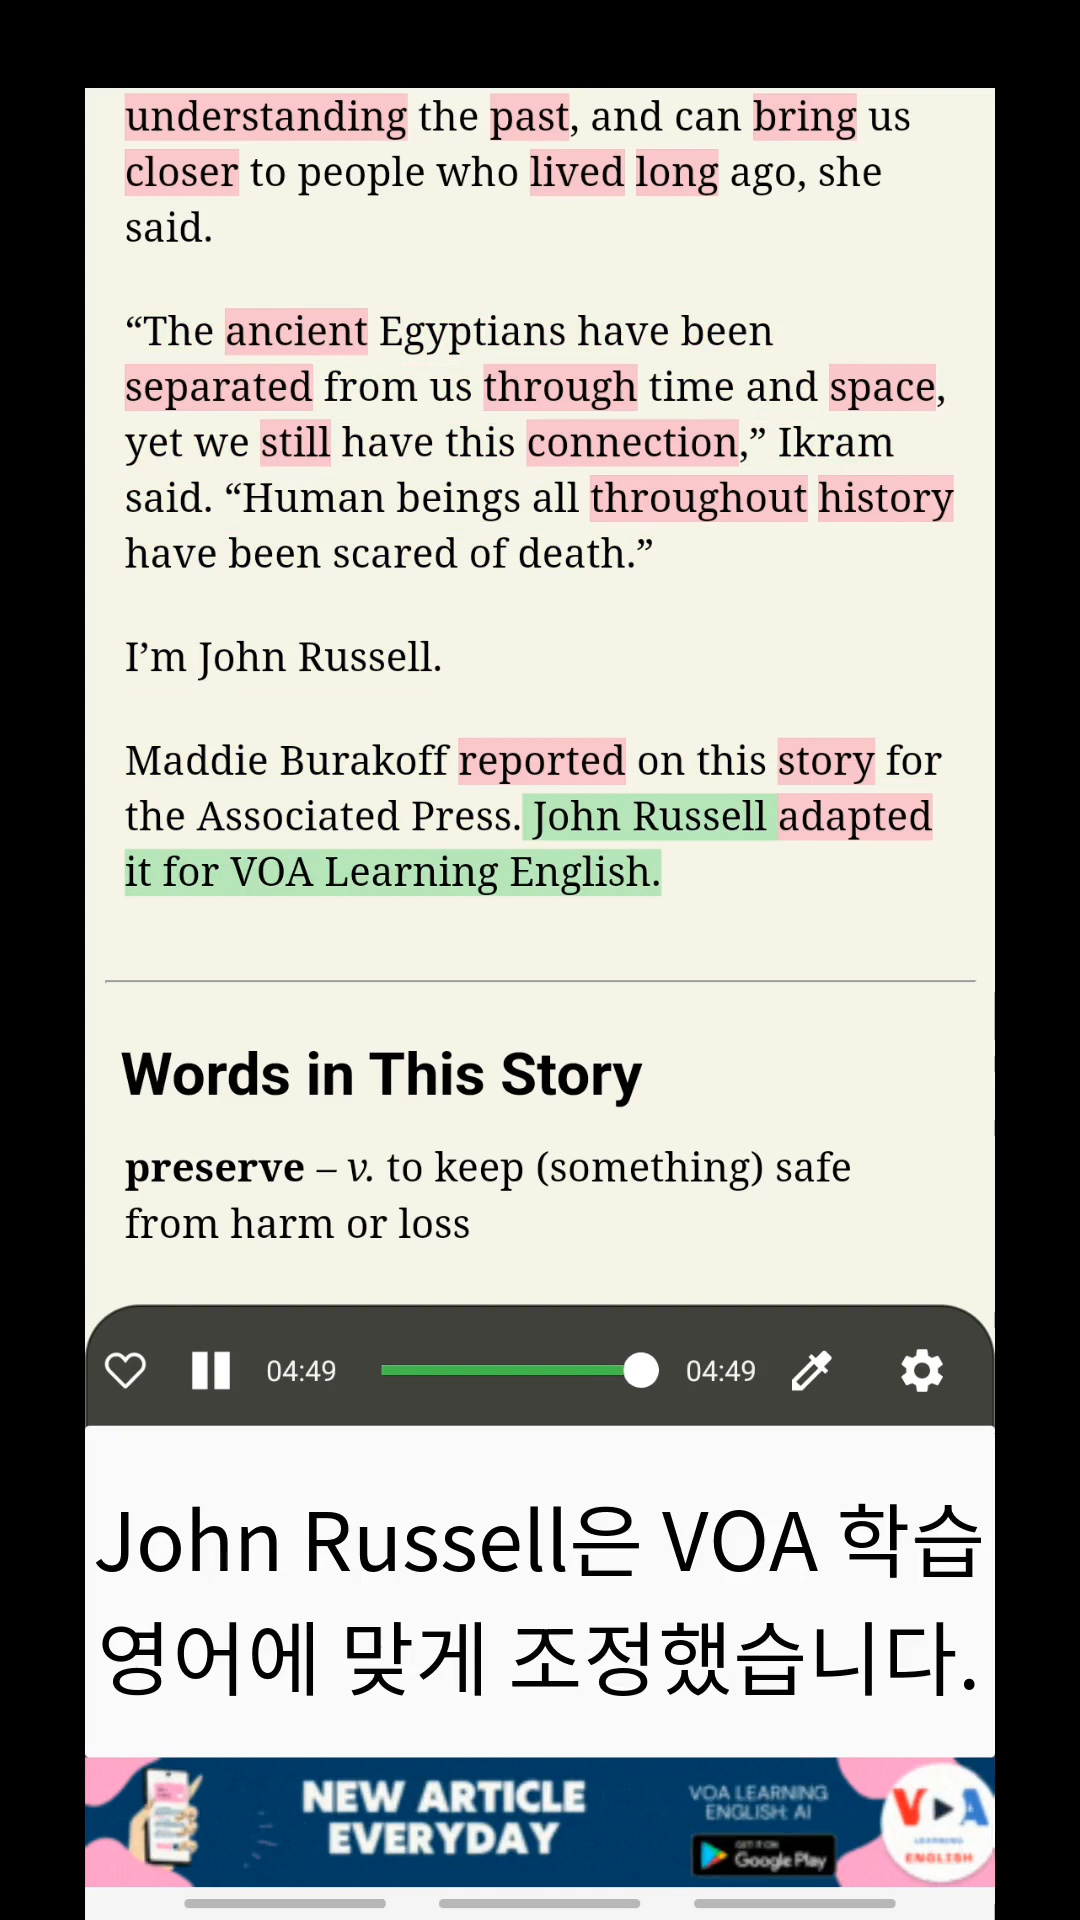 understanding the past, and can bring us
closer to people who lived long ago, she
said.
“The ancient Egyptians have been
separated from us through time and space,
yet we still have this connection,” Ikram
said. “Human beings all throughout history
have been scared of death.”
I’m John Russell.
Maddie Burakoff reported on this story for
the Associated Press. John Russell adapted
it for VOA Learning English.
Words in This Story
preserve – v. to keep (something) safe
from harm or loss
04:49
04:49
John Russell은 VOA 학습
영어에 맞게 조정했습니다.
NEW ARTICLE
EVERYDAY
VOA LEARNING
ENGLISH: AI
GET IT ON
Google Play
VOA
LEARNING
ENGLISH